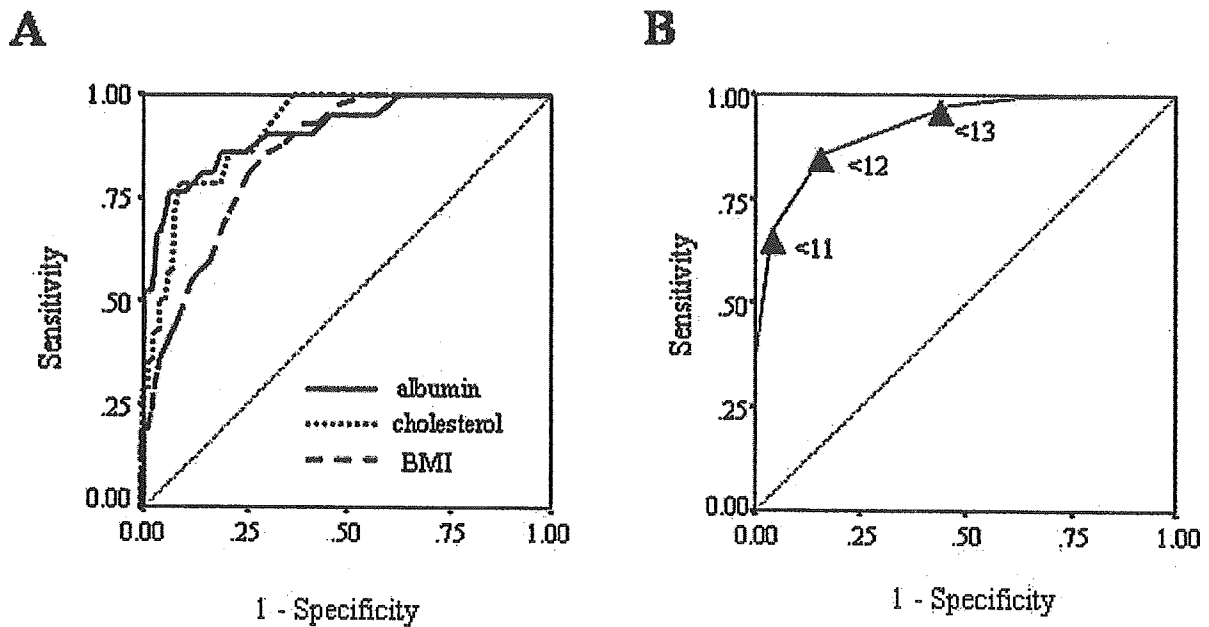 A
B
1.00
.75
.50
.25
0.00
Sensitivity
albumin
cholesterol
BMI
0.00
.25
.50
.75
1.00
1 - Specificity
1.00
.75
.50
.25
0.00
Sensitivity
<13
<12
<11
0.00
.25
.50
.75
1.00
1 - Specificity